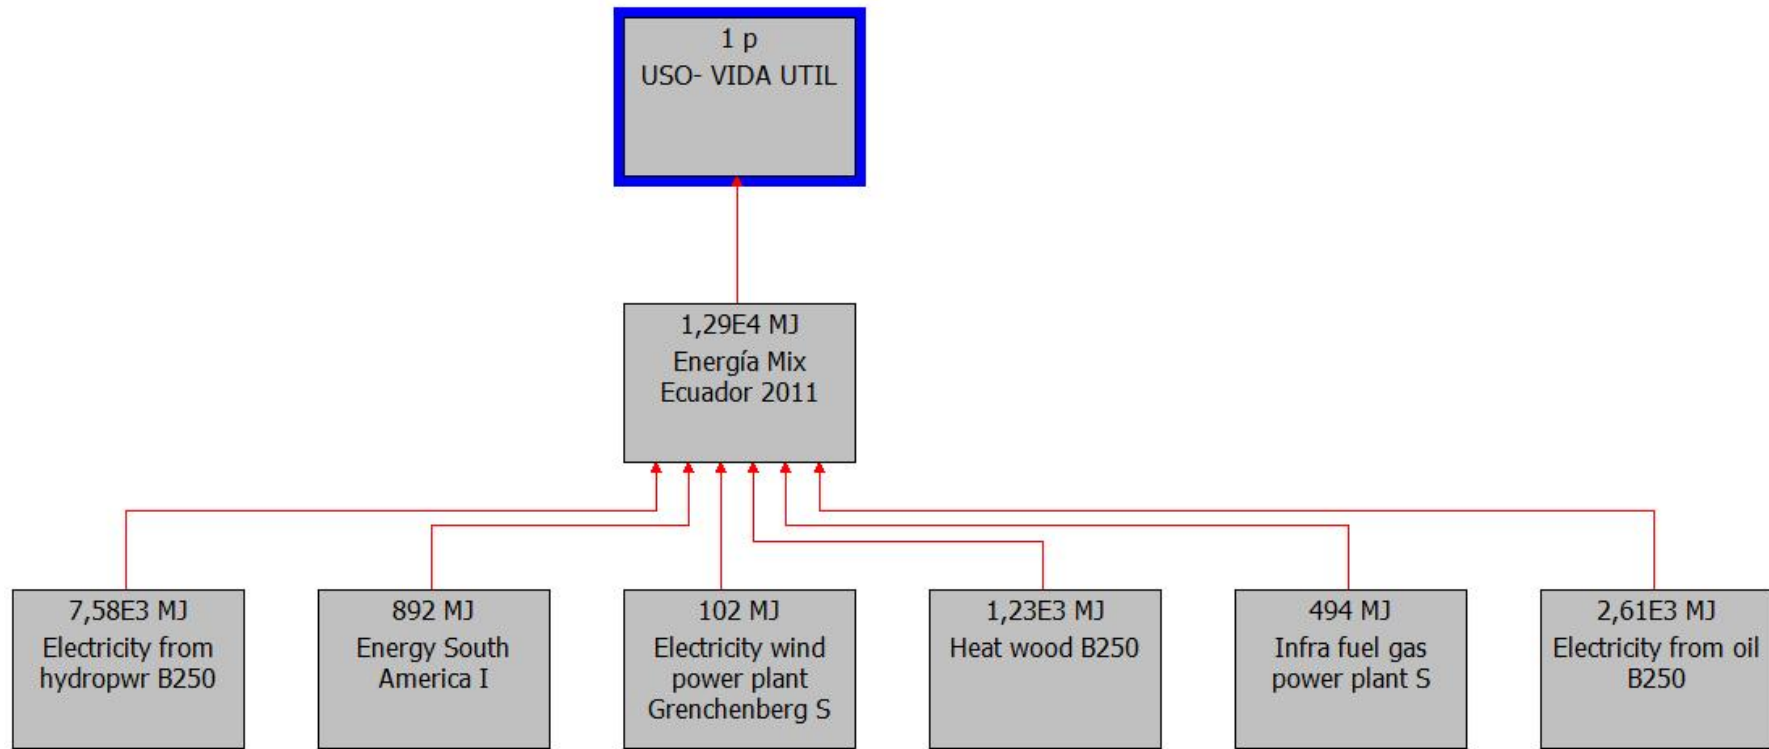 1 p
USO- VIDA UTIL
1,29E4 MJ
Energía Mix
Ecuador 2011
7,58E3 MJ
Electricity from
hydropwr B250
892 MJ
Energy South
America I
102 MJ
Electricity wind
power plant
Grenchenberg S
1,23E3 MJ
Heat wood B250
494 MJ
Infra fuel gas
power plant S
2,61E3 MJ
Electricity from oil
B250